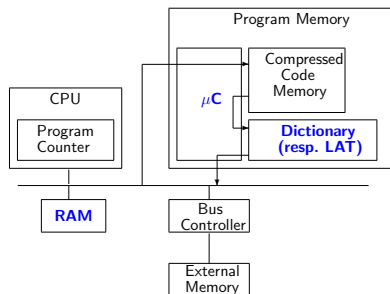 Program Memory
Compressed
Code
Memory
μC
CPU
Program
Counter
Dictionary
(resp. LAT)
RAM
Bus
Controller
External
Memory